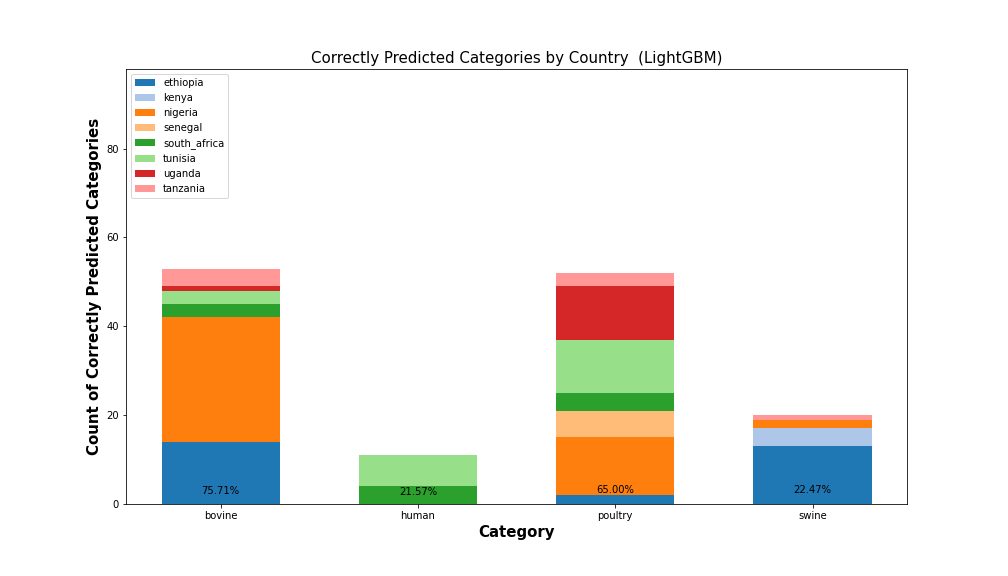 Correctly Predicted Categories by Country  (LightGBM)
ethiopia
kenya
nigeria
senegal
south_africa
tunisia
uganda
tanzania
Count of Correctly Predicted Categories
80
60
40
20
0
75.71%
21.57%
65.00%
22.47%
bovine
human
poultry
swine
Category